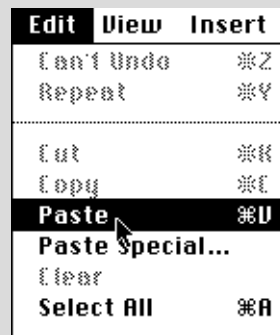 Edit View Insert
Can't Undo ⌘Z
Repeat ⌘Y
Cut ⌘X
Copy ⌘C
Paste ⌘V
Paste Special...
Clear
Select All ⌘A